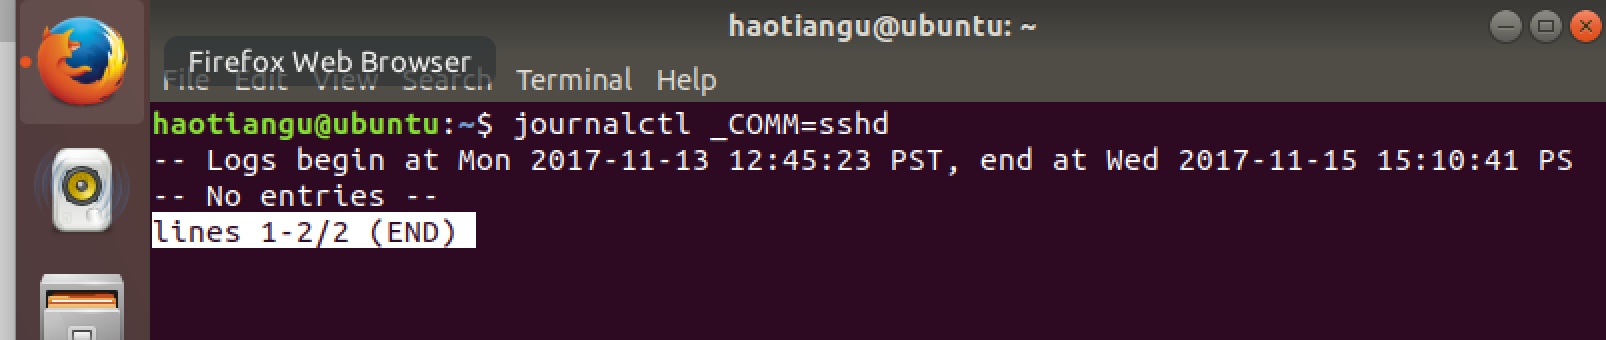 haotiangu@ubuntu: ~
Firefox Web Browser
File Edit View Search Terminal Help
haotiangu@ubuntu:~$ journalctl _COMM=sshd
-- Logs begin at Mon 2017-11-13 12:45:23 PST, end at Wed 2017-11-15 15:10:41 PS
-- No entries --
lines 1-2/2 (END)